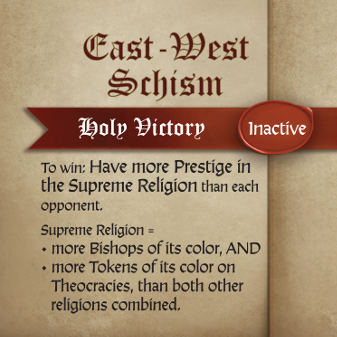 East-West
Schism
Holy Victory
Inactive
To win: Have more Prestige in
the Supreme Religion than each
opponent.
Supreme Religion =
• more Bishops of its color, AND
• more Tokens of its color on
Theocracies, than both other
religions combined.